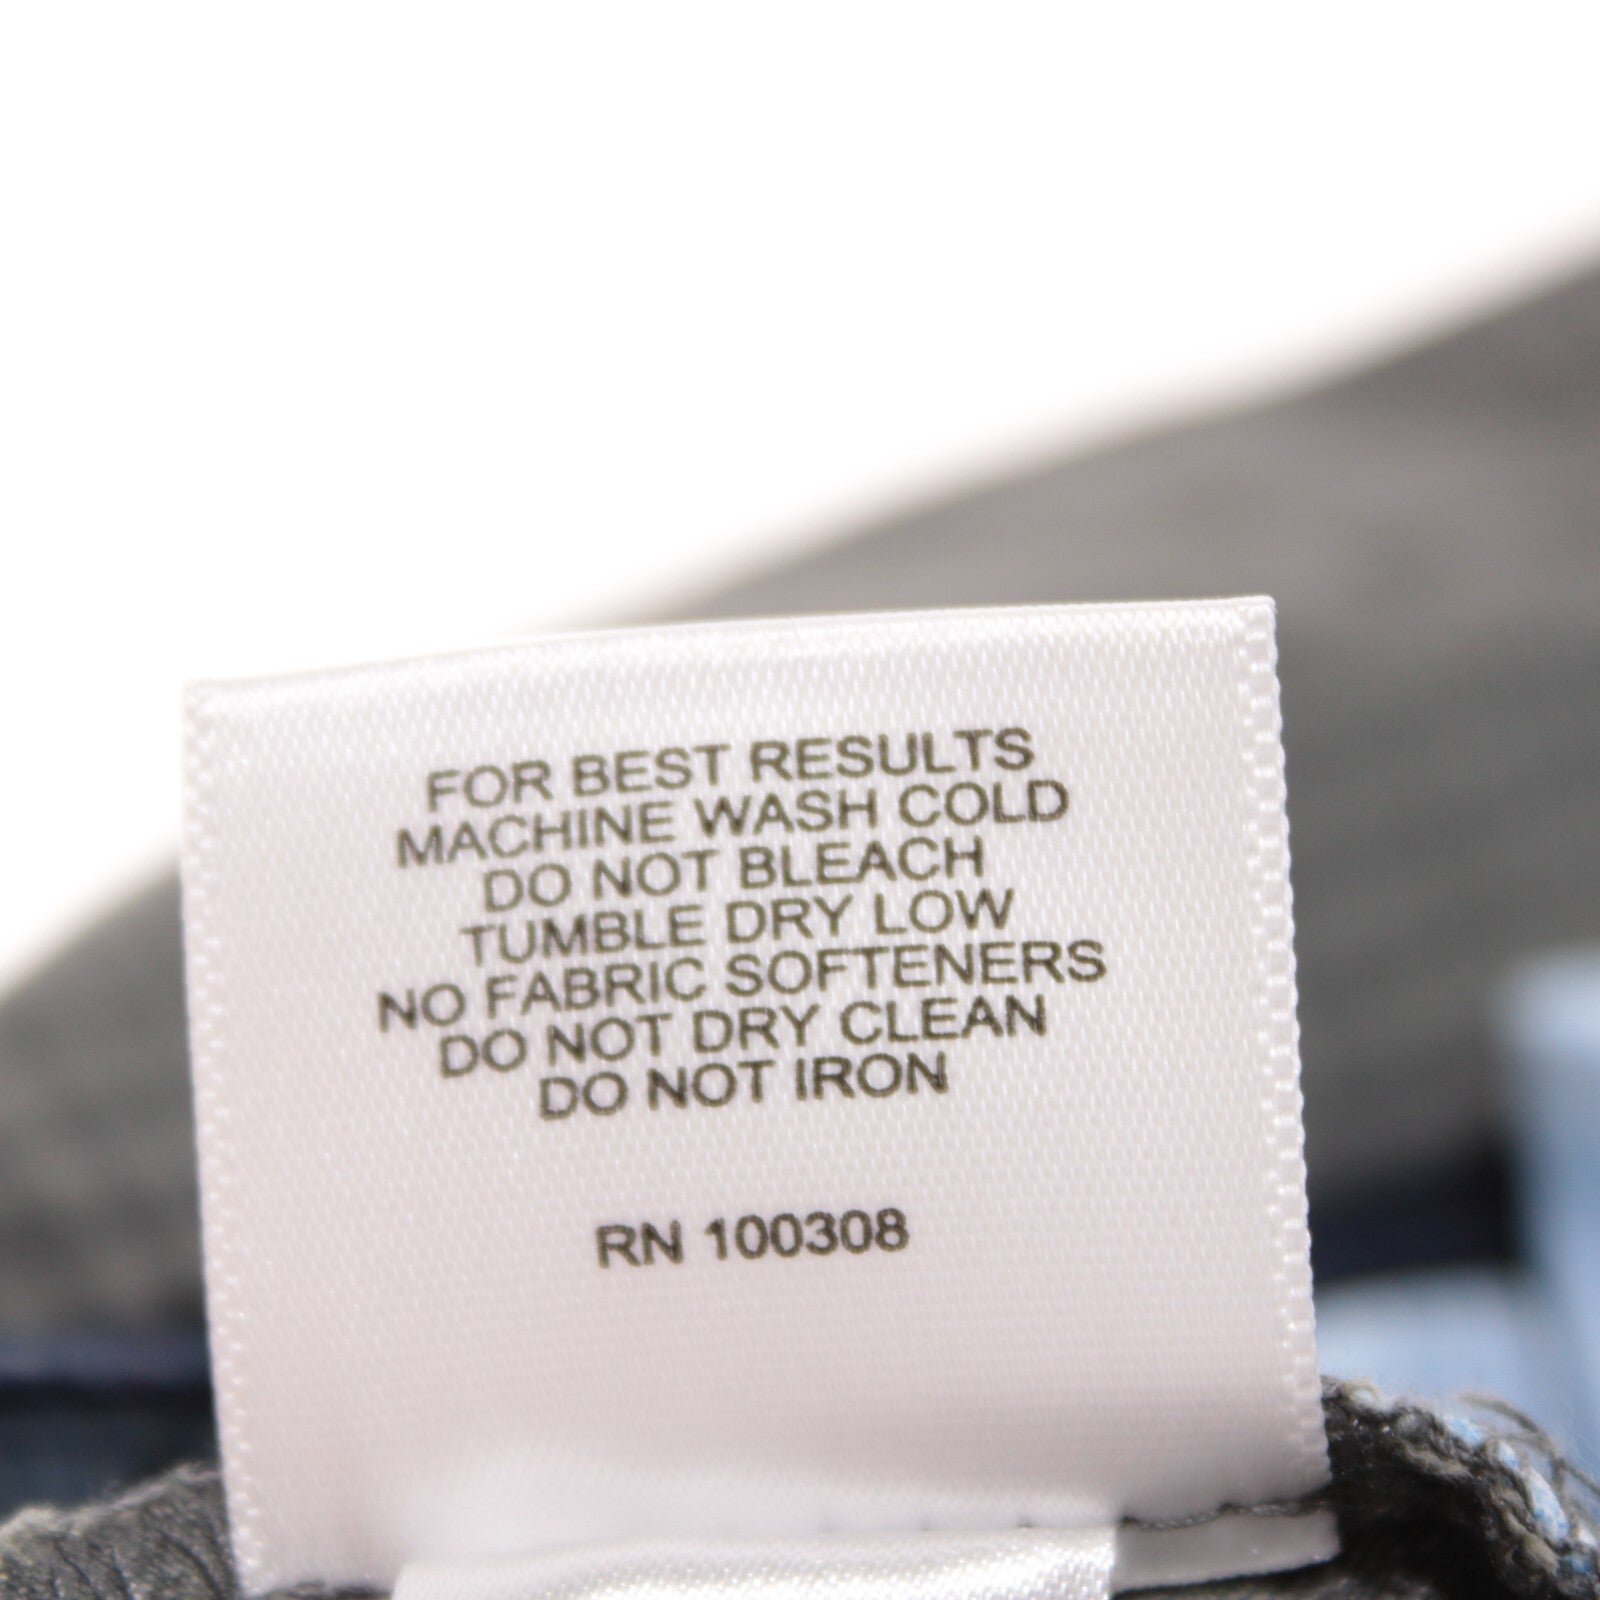 FOR BEST RESULTS
MACHINE WASH COLD
DO NOT BLEACH
TUMBLE DRY LOW
NO FABRIC SOFTENERS
DO NOT DRY CLEAN
DO NOT IRON
RN 100308